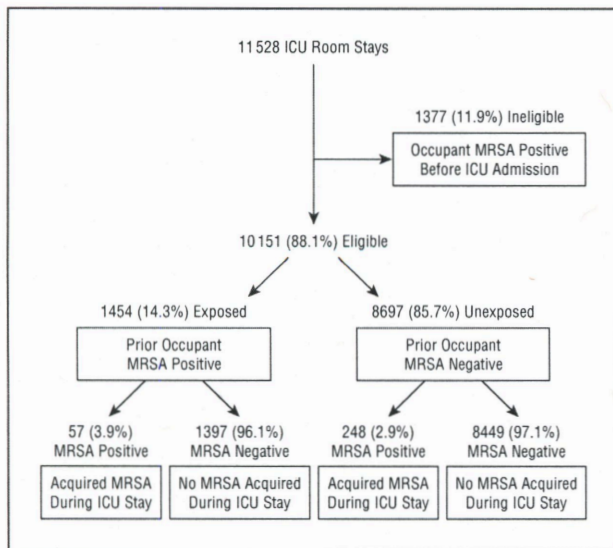 11 528 ICU Room Stays
1377 (11.9%) Ineligible
Occupant MRSA Positive
Before ICU Admission
10 151 (88.1%) Eligible
1454 (14.3%) Exposed
Prior Occupant
MRSA Positive
8697 (85.7%) Unexposed
Prior Occupant
MRSA Negative
57 (3.9%)
MRSA Positive
Acquired MRSA
During ICU Stay
1397 (96.1%)
MRSA Negative
No MRSA Acquired
During ICU Stay
248 (2.9%)
MRSA Positive
Acquired MRSA
During ICU Stay
8449 (97.1%)
MRSA Negative
No MRSA Acquired
During ICU Stay